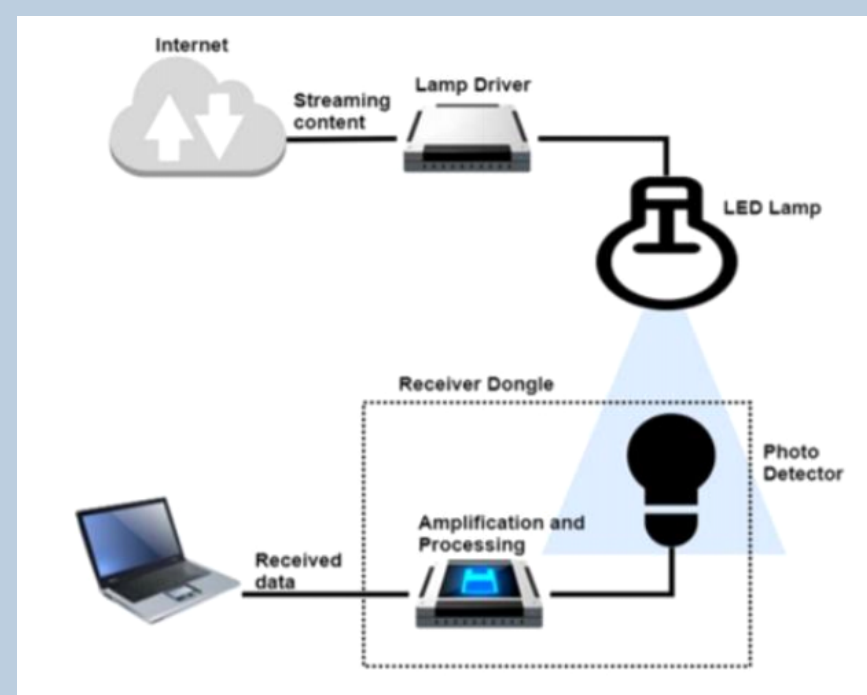 Internet
Streaming
content
Lamp Driver
LED Lamp
Receiver Dongle
Photo
Detector
Amplification and
Processing
Received
data